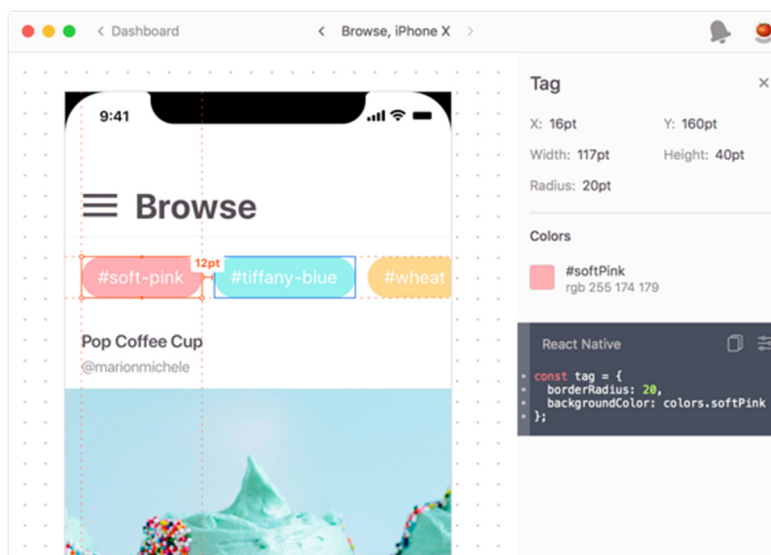 Dashboard
Browse, iPhone X
9:41
Browse
12pt
#soft-pink
#tiffany-blue
#wheat
Pop Coffee Cup
@marionmichele
Tag
X: 16pt
Y: 160pt
Width: 117pt
Height: 40pt
Radius: 20pt
Colors
#softPink
rgb 255 174 179
React Native
const tag = {
borderRadius: 20,
backgroundColor: colors.softPink
};